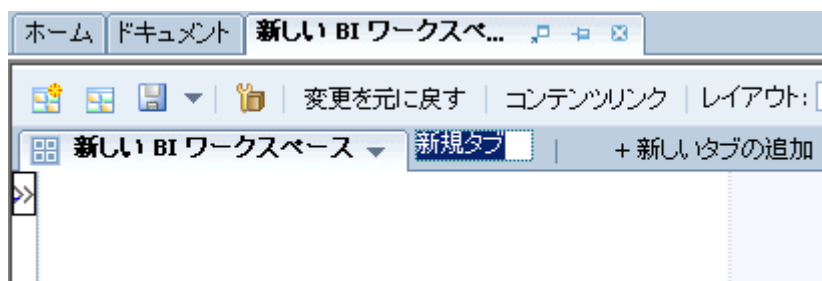 ホーム ドキュメント 新しい BI ワークスペ...
変更を元に戻す コンテンツリンク レイアウト:
新しい BI ワークスペース 新規タブ + 新しいタブの追加